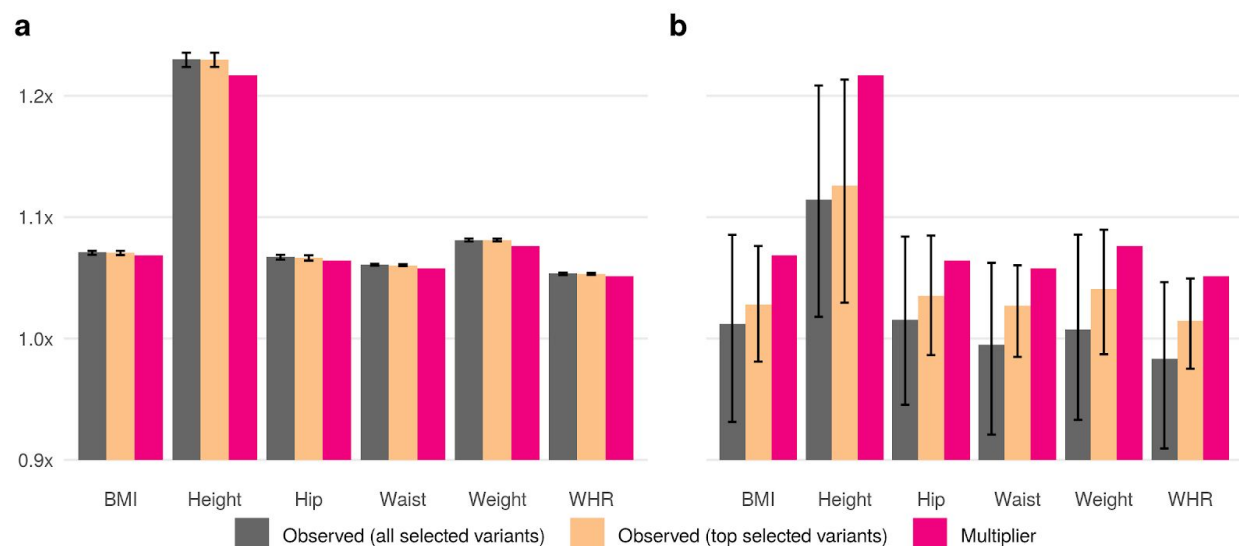 a
b
1.2x
1.1x
1.0x
0.9x
BMI Height Hip Waist Weight WHR
BMI Height Hip Waist Weight WHR
Observed (all selected variants) Observed (top selected variants) Multiplier